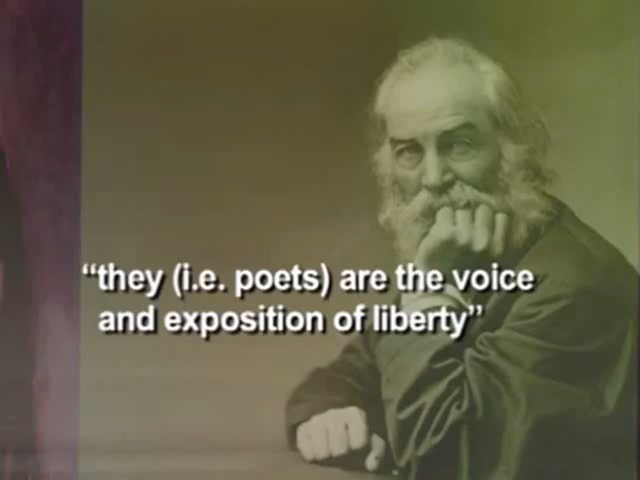 “they (i.e. poets) are the voice
and exposition of liberty”